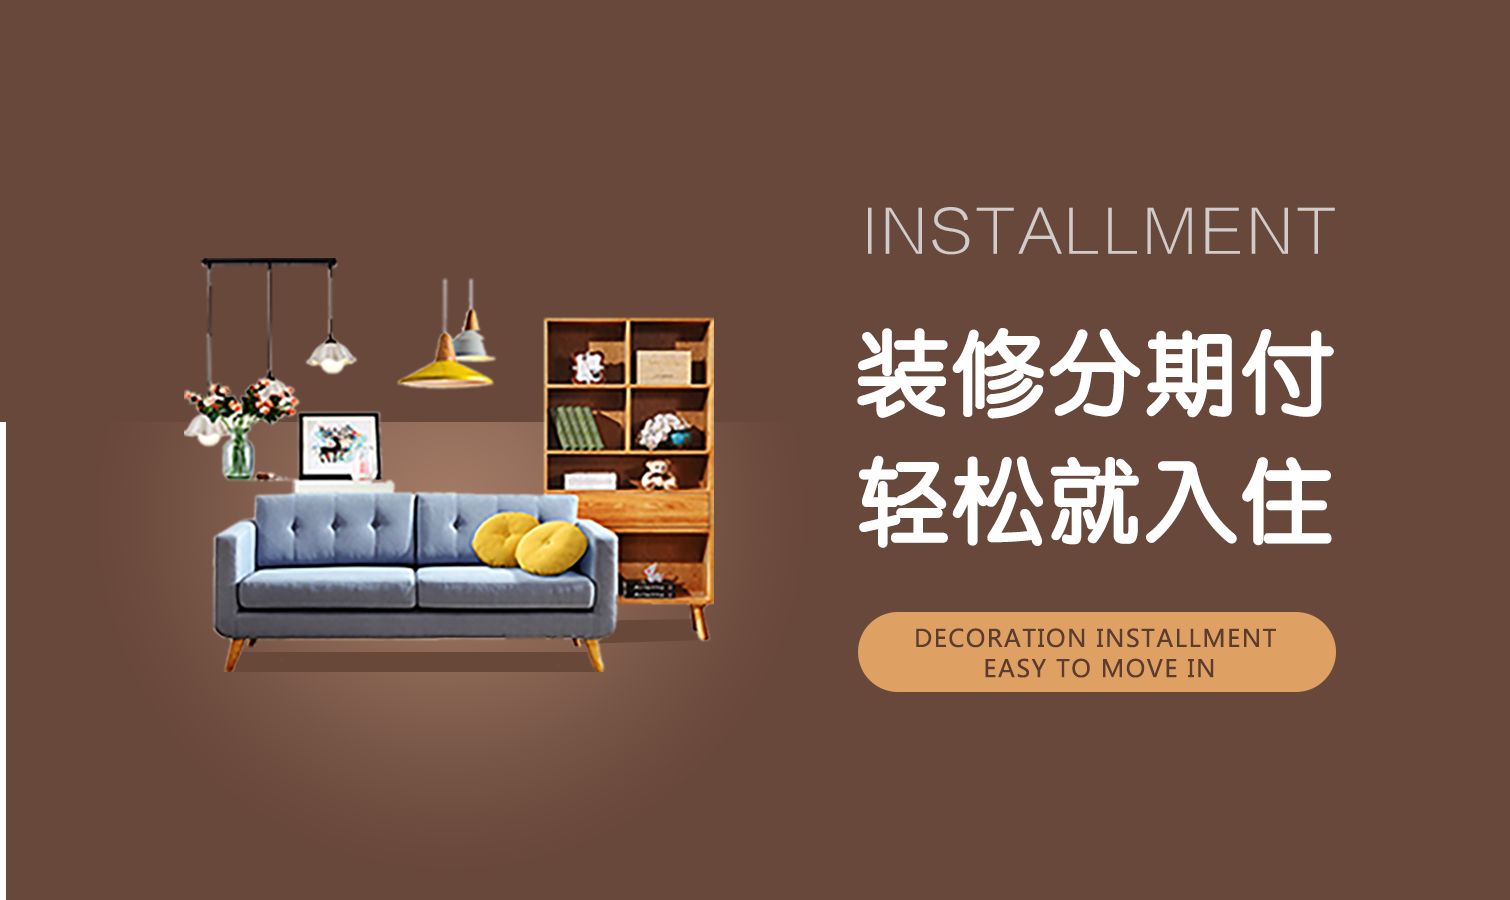 INSTALLMENT
装修分期付
轻松就入住
DECORATION INSTALLMENT
EASY TO MOVE IN